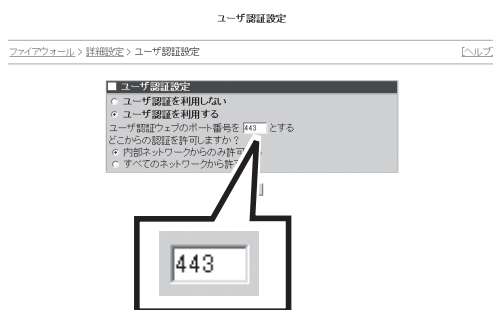 ユーザ認証設定
ファイアウォール > 詳細設定 > ユーザ認証設定
[ヘルプ]
■ ユーザ認証設定
ユーザ認証を利用しない
ユーザ認証を利用する
ユーザ認証ウェブのポート番号を 443 とする
どこからの認証を許可しますか?
内部ネットワークからのみ許可
すべてのネットワークから許
443